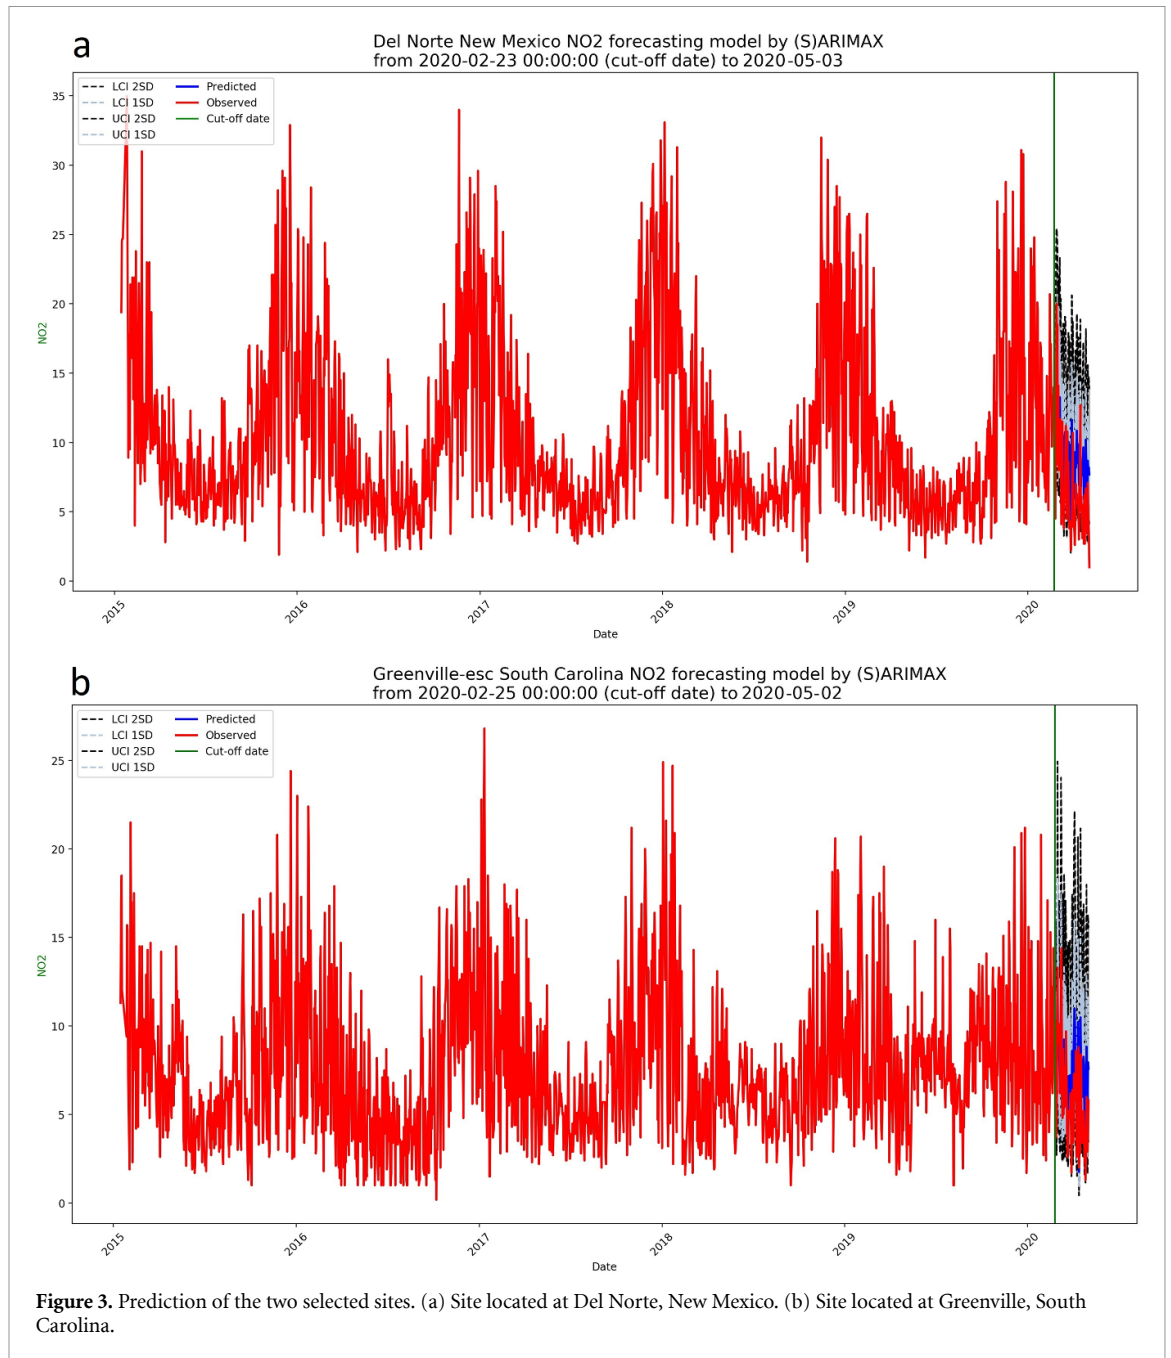 a
Del Norte New Mexico NO2 forecasting model by (S)ARIMAX
from 2020-02-23 00:00:00 (cut-off date) to 2020-05-03
LCI 2SD
LCI 1SD
UCI 2SD
UCI 1SD
Predicted
Observed
Cut-off date
35
30
25
20
15
10
5
0
NO2
2015
2016
2017
2018
2019
2020
Date
b
Greenville-esc South Carolina NO2 forecasting model by (S)ARIMAX
from 2020-02-25 00:00:00 (cut-off date) to 2020-05-02
LCI 2SD
LCI 1SD
UCI 2SD
UCI 1SD
Predicted
Observed
Cut-off date
25
20
15
10
5
0
NO2
2015
2016
2017
2018
2019
2020
Date
Figure 3. Prediction of the two selected sites. (a) Site located at Del Norte, New Mexico. (b) Site located at Greenville, South
Carolina.